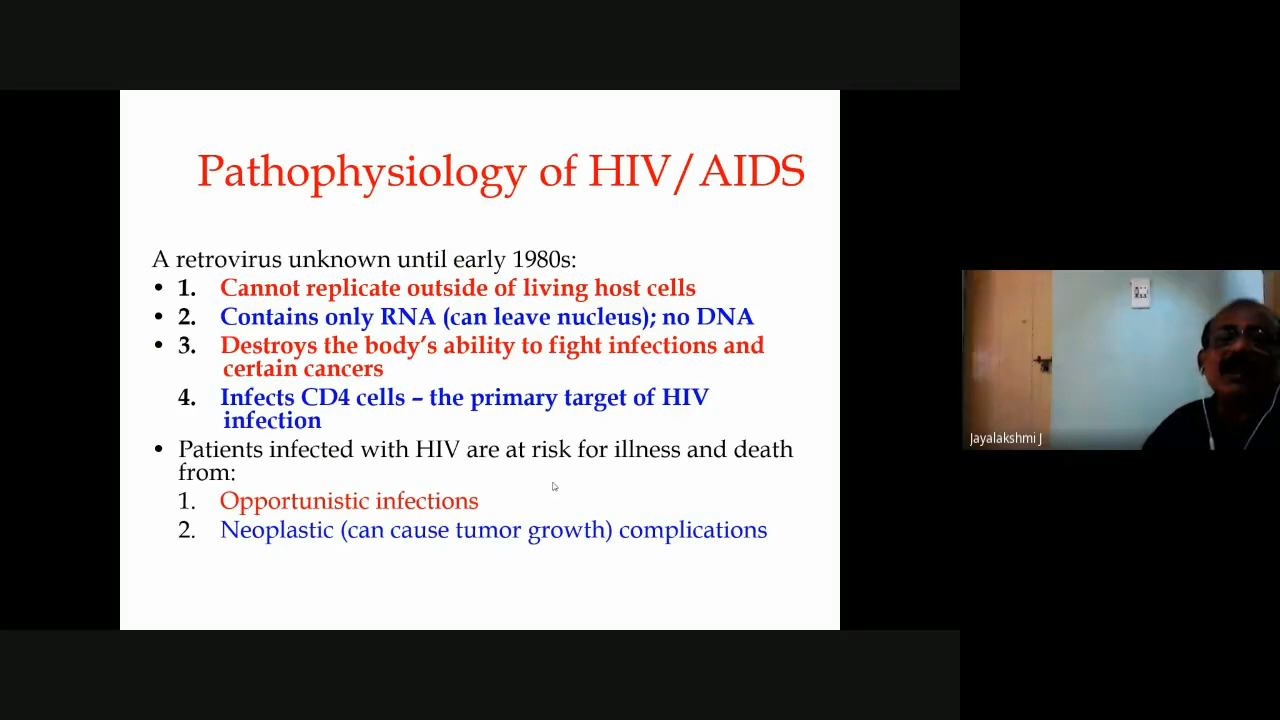 Pathophysiology of HIV/AIDS
A retrovirus unknown until early 1980s:
• 1. Cannot replicate outside of living host cells
• 2. Contains only RNA (can leave nucleus); no DNA
• 3. Destroys the body’s ability to fight infections and
certain cancers
4. Infects CD4 cells – the primary target of HIV
infection
• Patients infected with HIV are at risk for illness and death
from:
1. Opportunistic infections
2. Neoplastic (can cause tumor growth) complications
Jayalakshmi J